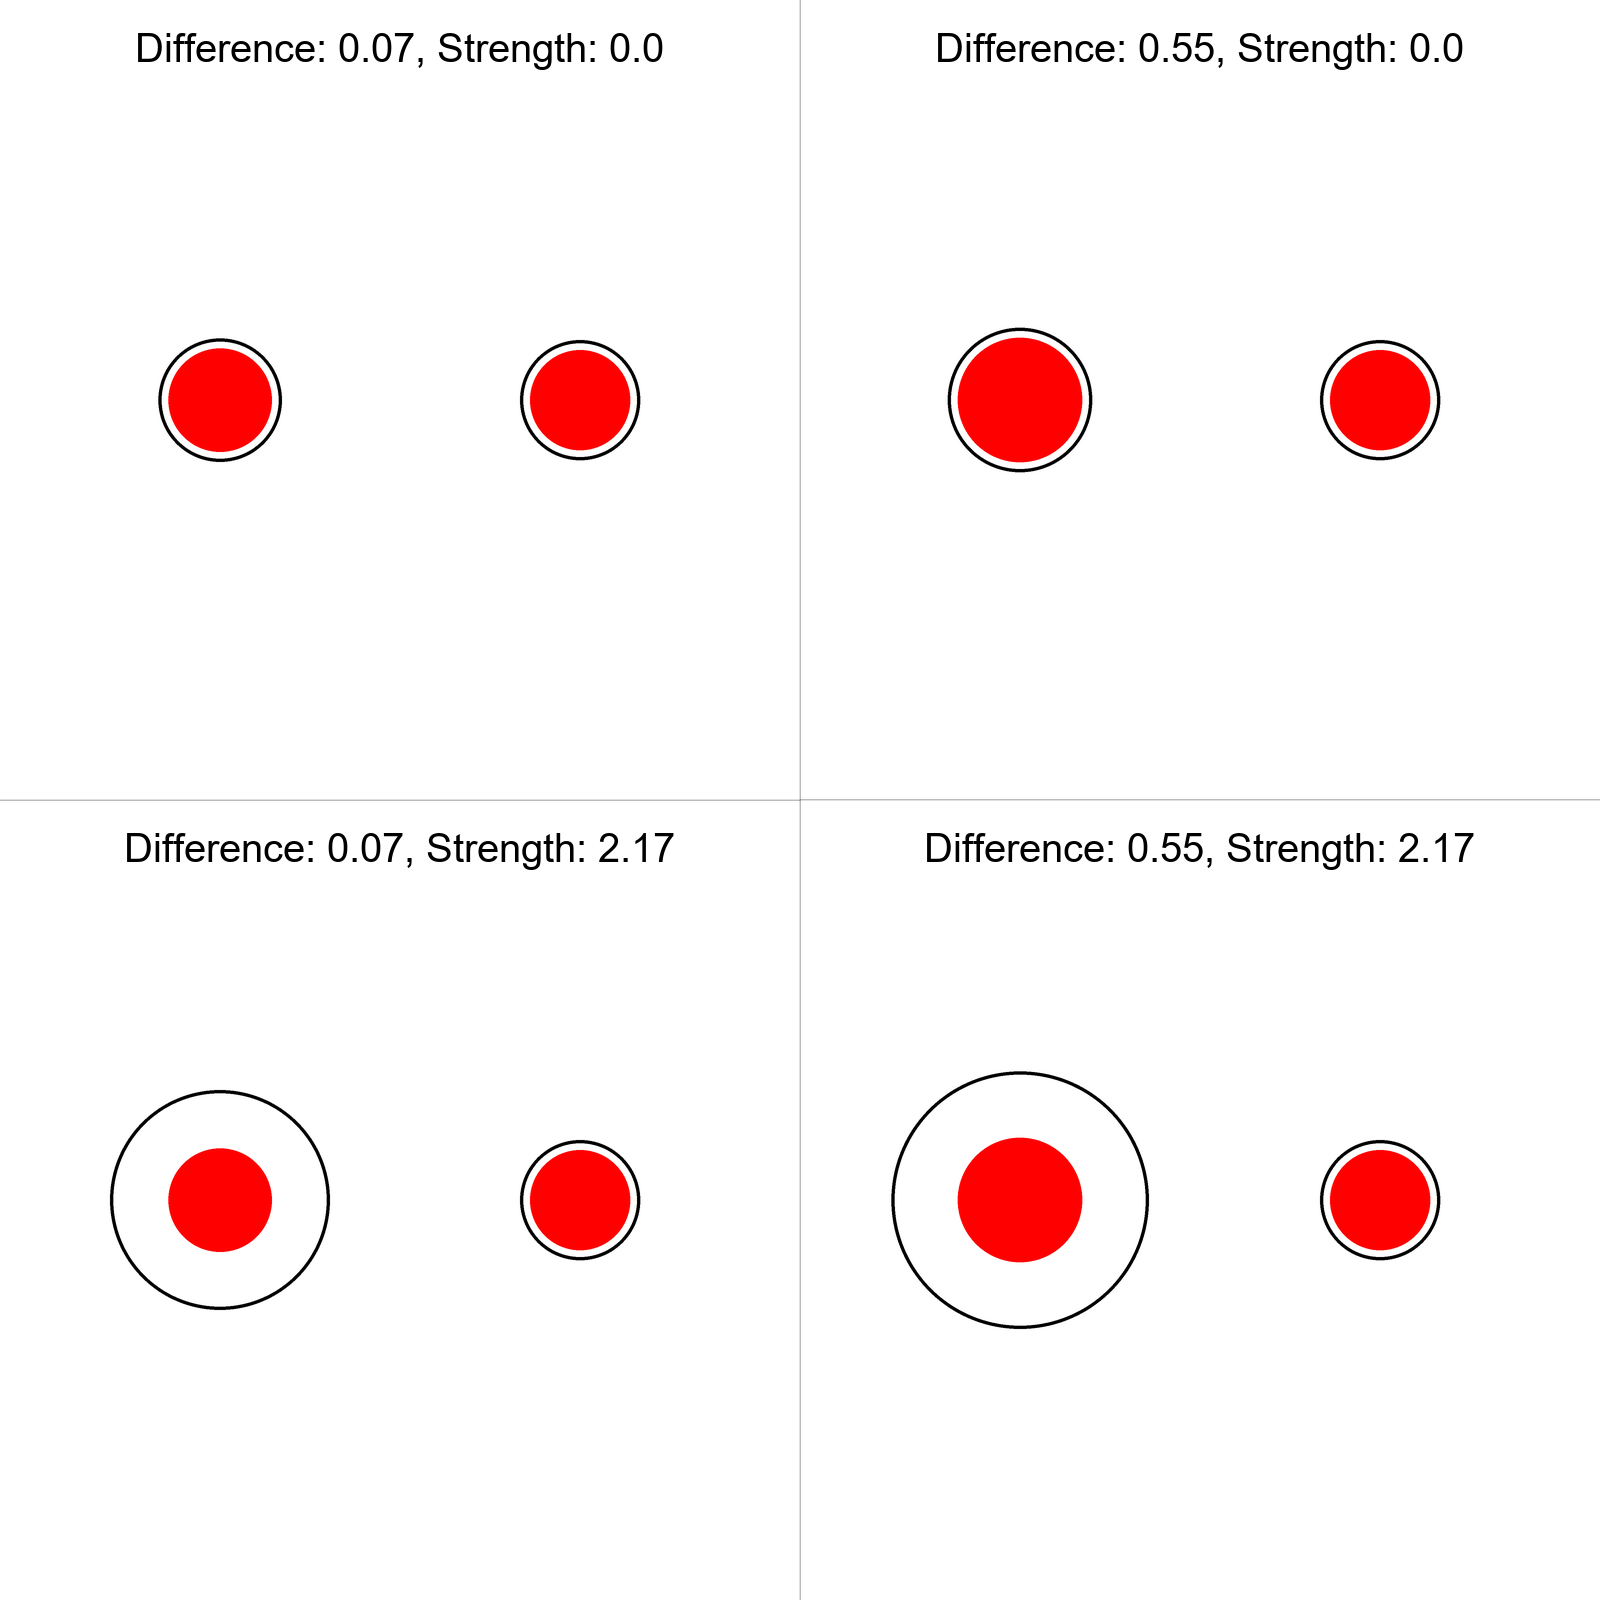 Difference: 0.07, Strength: 0.0
Difference: 0.55, Strength: 0.0
Difference: 0.07, Strength: 2.17
Difference: 0.55, Strength: 2.17